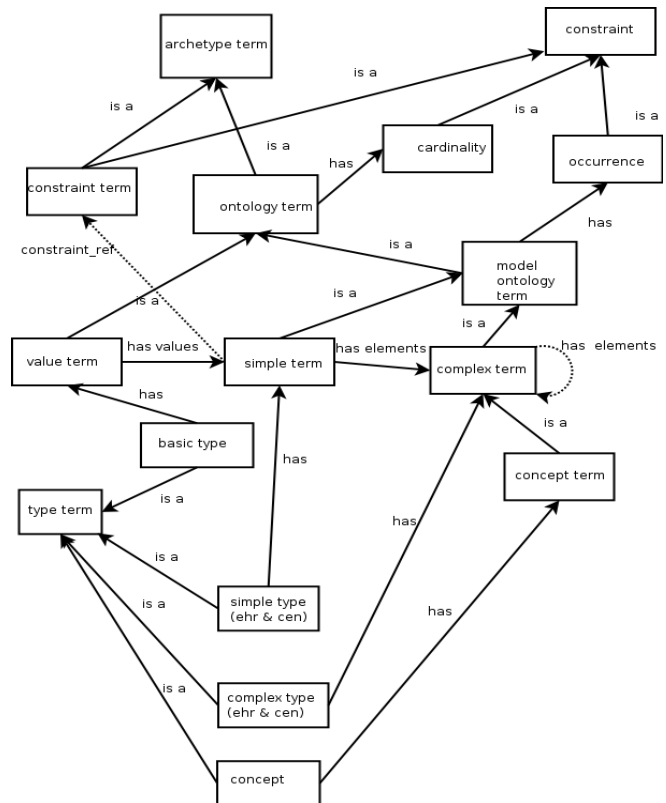 constraint
archetype term
is a
is a
is a
is a
is a
has
cardinality
occurrence
constraint term
ontology term
has
constraint_ref
is a
model
ontology
term
is a
is a
is a
has values
has elements
has elements
value term
simple term
complex term
has
is a
basic type
has
concept term
is a
type term
has
is a
is a
simple type
(ehr & cen)
has
is a
complex type
(ehr & cen)
concept